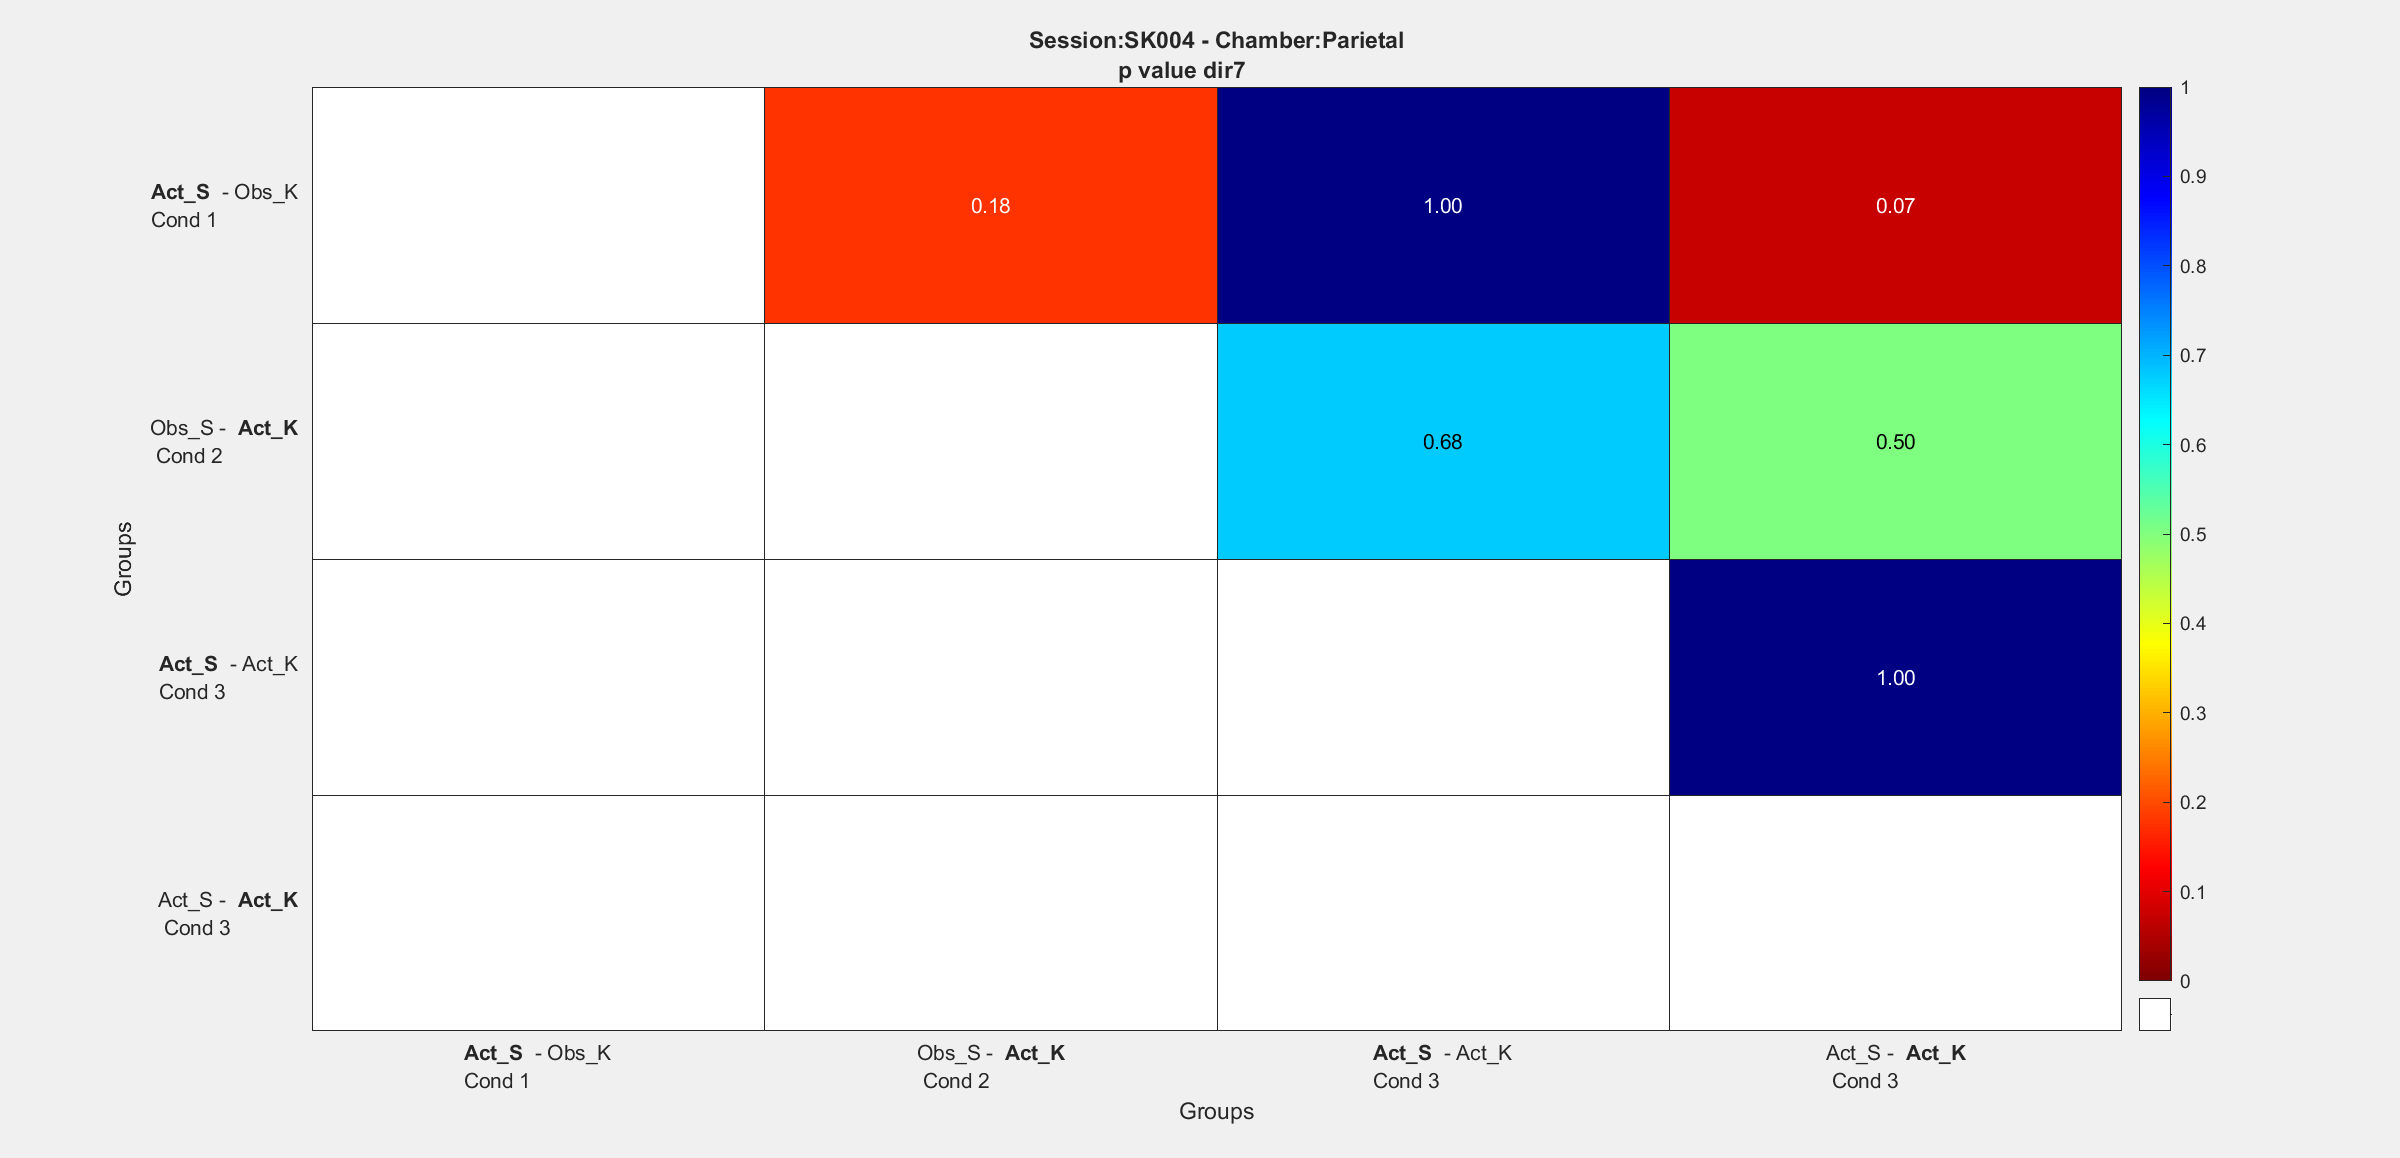 Session:SK004 - Chamber:Parietal
p value dir7
Act_S - Obs_K
Cond 1
0.18
1.00
0.07
Obs_S - Act_K
Cond 2
0.68
0.50
Act_S - Act_K
Cond 3
1.00
Act_S - Act_K
Cond 3
Groups
Act_S - Obs_K
Cond 1
Obs_S - Act_K
Cond 2
Act_S - Act_K
Cond 3
Act_S - Act_K
Cond 3
Groups
1
0.9
0.8
0.7
0.6
0.5
0.4
0.3
0.2
0.1
0